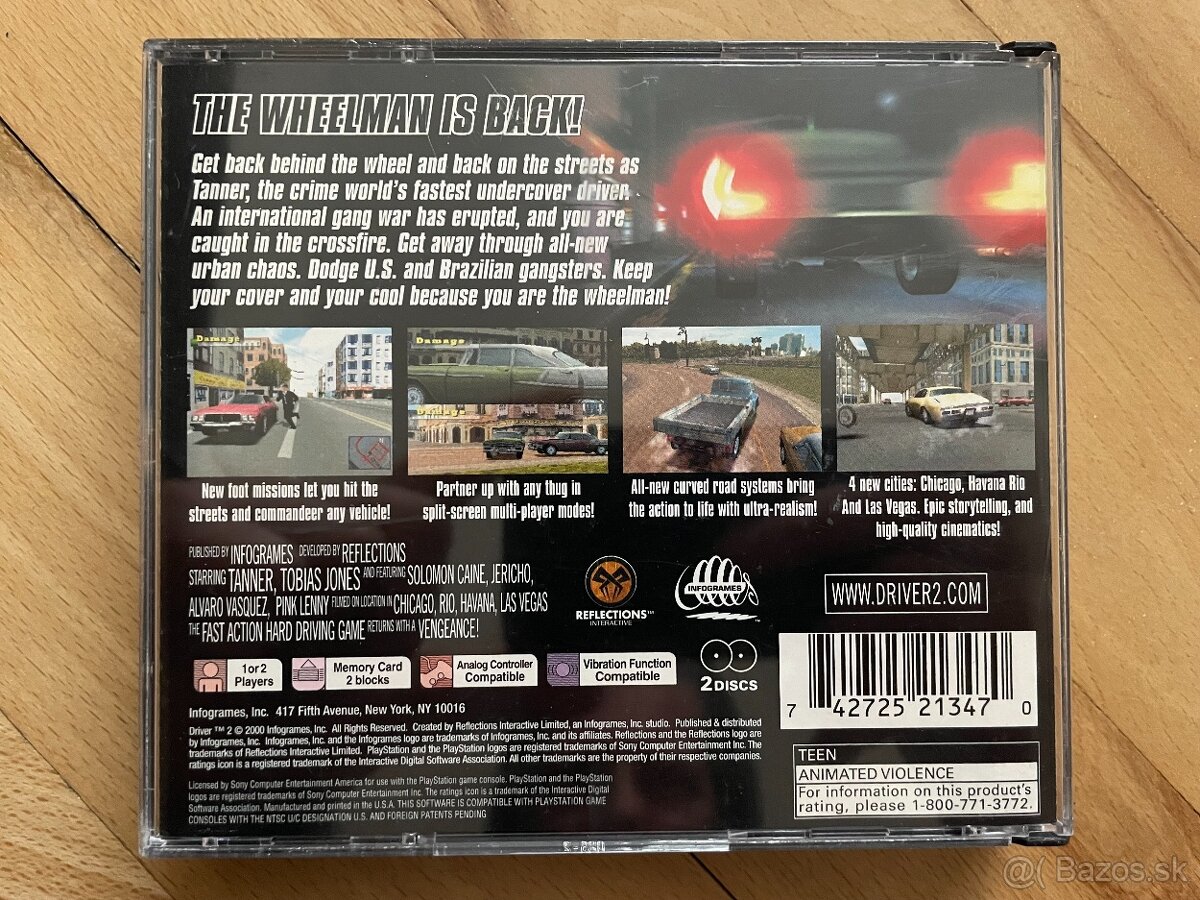 THE WHEELMAN IS BACK!
Get back behind the wheel and back on the streets as
Tanner, the crime world's fastest undercover driver.
An international gang war has erupted, and you are
caught in the crossfire. Get away through all-new
urban chaos. Dodge U.S. and Brazilian gangsters. Keep
your cover and your cool because you are the wheelman!
Damage
Damage
Damage
New foot missions let you hit the
streets and commandeer any vehicle!
Partner up with any thug in
split-screen multi-player modes!
All-new curved road systems bring
the action to life with ultra-realism!
4 new cities: Chicago, Havana Rio
And Las Vegas. Epic storytelling, and
high-quality cinematics!
PUBLISHED BY INFOGRAMES DEVELOPED BY REFLECTIONS
STARRING TANNER, TOBIAS JONES AND FEATURING SOLOMON CAINE, JERICHO,
ALVARO VASQUEZ, PINK LENNY FILMED ON LOCATION IN CHICAGO, RIO, HAVANA, LAS VEGAS
THE FAST ACTION HARD DRIVING GAME RETURNS WITH A VENGEANCE!
REFLECTIONS™
INTERACTIVE
INFOGRAMES
™
WWW.DRIVER2.COM
1 or 2
Players
Memory Card
2 blocks
Analog Controller
Compatible
Vibration Function
Compatible
2 DISCS
Infogrames, Inc. 417 Fifth Avenue, New York, NY 10016
Driver ™ 2 © 2000 Infogrames, Inc. All Rights Reserved. Created by Reflections Interactive Limited, an Infogrames, Inc. studio. Published & distributed
by Infogrames, Inc. Infogrames, Inc. and the Infogrames logo are trademarks of Infogrames, Inc. and its affiliates. Reflections and the Reflections logo are
trademarks of Reflections Interactive Limited. PlayStation and the PlayStation logos are registered trademarks of Sony Computer Entertainment Inc. The
ratings icon is a registered trademark of the Interactive Digital Software Association. All other trademarks are the property of their respective companies.
Licensed by Sony Computer Entertainment America for use with the PlayStation game console. PlayStation and the PlayStation
logos are registered trademarks of Sony Computer Entertainment Inc. The ratings icon is a trademark of the Interactive Digital
Software Association. Manufactured and printed in the U.S.A. THIS SOFTWARE IS COMPATIBLE WITH PLAYSTATION GAME
CONSOLES WITH THE NTSC U/C DESIGNATION U.S. AND FOREIGN PATENTS PENDING
7 42725 21347 0
TEEN
ANIMATED VIOLENCE
For information on this product's
rating, please 1-800-771-3772.
@( Bazos.sk